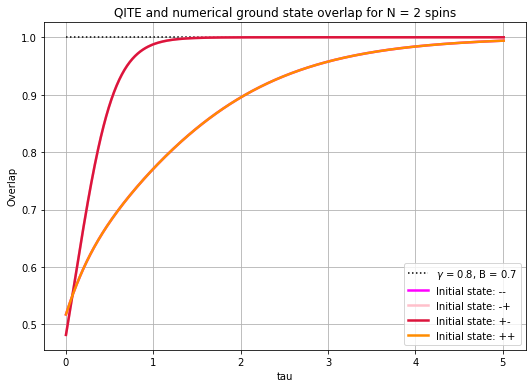 QITE and numerical ground state overlap for N = 2 spins
1.0
0.9
0.8
0.7
0.6
0.5
Overlap
γ = 0.8, B = 0.7
Initial state: --
Initial state: -+
Initial state: +-
Initial state: ++
0
1
2
3
4
5
tau